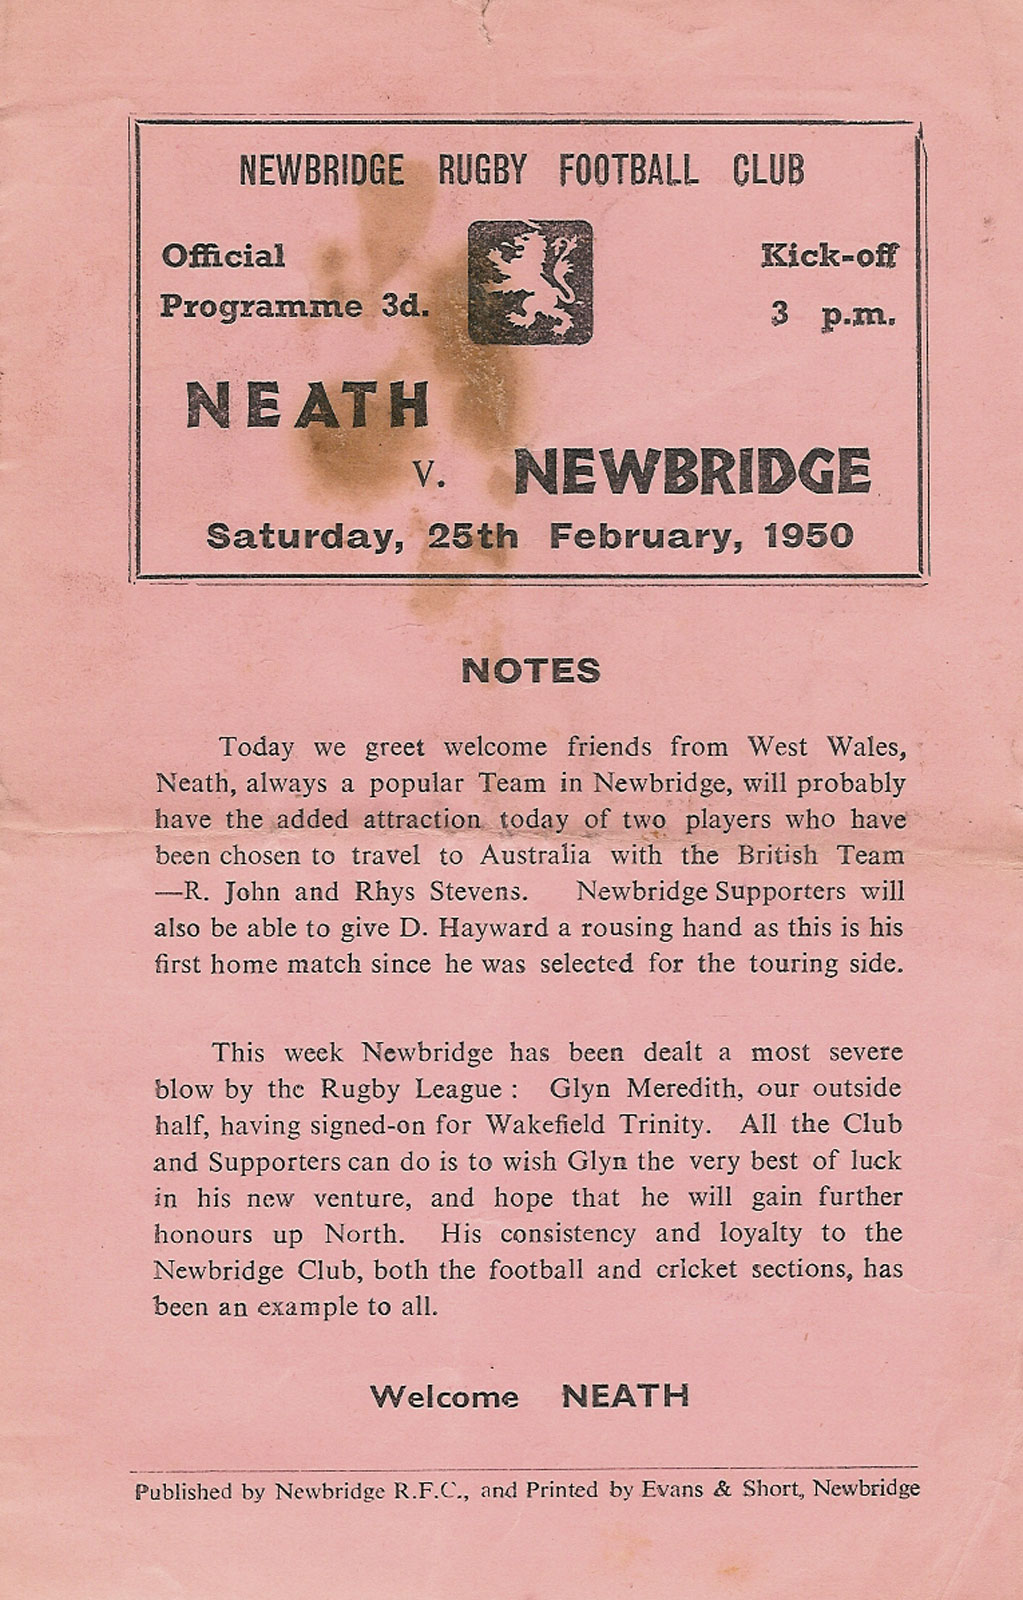 NEWBRIDGE RUGBY FOOTBALL CLUB
Official
Programme 3d.
Kick-off
3 p.m.
NEATH
v. NEWBRIDGE
Saturday, 25th February, 1950
NOTES
Today we greet welcome friends from West Wales,
Neath, always a popular Team in Newbridge, will probably
have the added attraction today of two players who have
been chosen to travel to Australia with the British Team
—R. John and Rhys Stevens. Newbridge Supporters will
also be able to give D. Hayward a rousing hand as this is his
first home match since he was selected for the touring side.
This week Newbridge has been dealt a most severe
blow by the Rugby League : Glyn Meredith, our outside
half, having signed-on for Wakefield Trinity. All the Club
and Supporters can do is to wish Glyn the very best of luck
in his new venture, and hope that he will gain further
honours up North. His consistency and loyalty to the
Newbridge Club, both the football and cricket sections, has
been an example to all.
Welcome NEATH
Published by Newbridge R.F.C., and Printed by Evans & Short, Newbridge